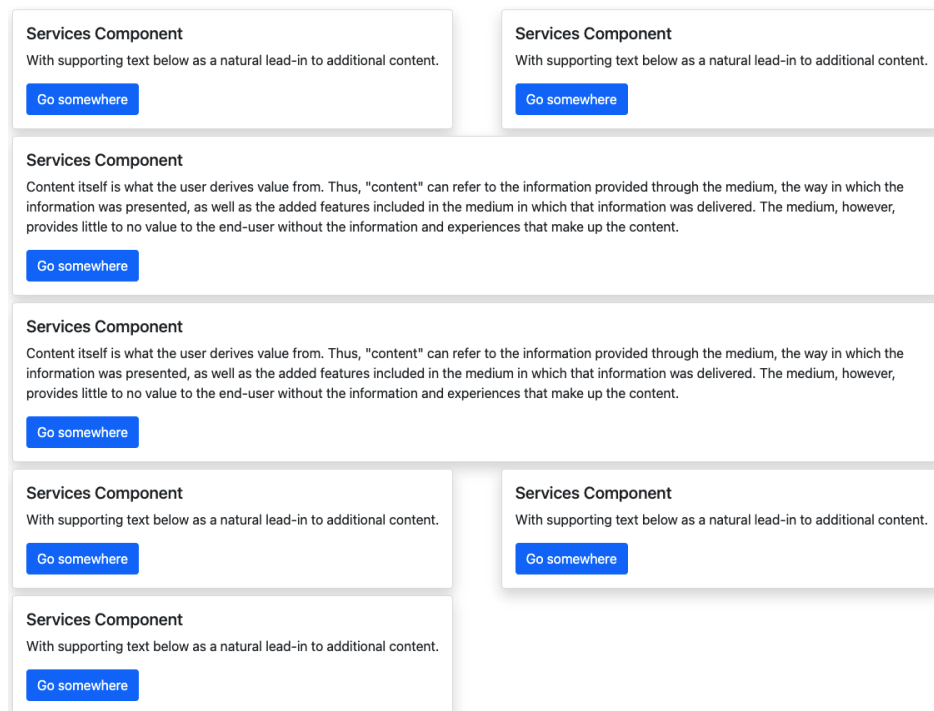 Services Component
With supporting text below as a natural lead-in to additional content.
Go somewhere
Services Component
With supporting text below as a natural lead-in to additional content.
Go somewhere
Services Component
Content itself is what the user derives value from. Thus, "content" can refer to the information provided through the medium, the way in which the
information was presented, as well as the added features included in the medium in which that information was delivered. The medium, however,
provides little to no value to the end-user without the information and experiences that make up the content.
Go somewhere
Services Component
Content itself is what the user derives value from. Thus, "content" can refer to the information provided through the medium, the way in which the
information was presented, as well as the added features included in the medium in which that information was delivered. The medium, however,
provides little to no value to the end-user without the information and experiences that make up the content.
Go somewhere
Services Component
With supporting text below as a natural lead-in to additional content.
Go somewhere
Services Component
With supporting text below as a natural lead-in to additional content.
Go somewhere
Services Component
With supporting text below as a natural lead-in to additional content.
Go somewhere